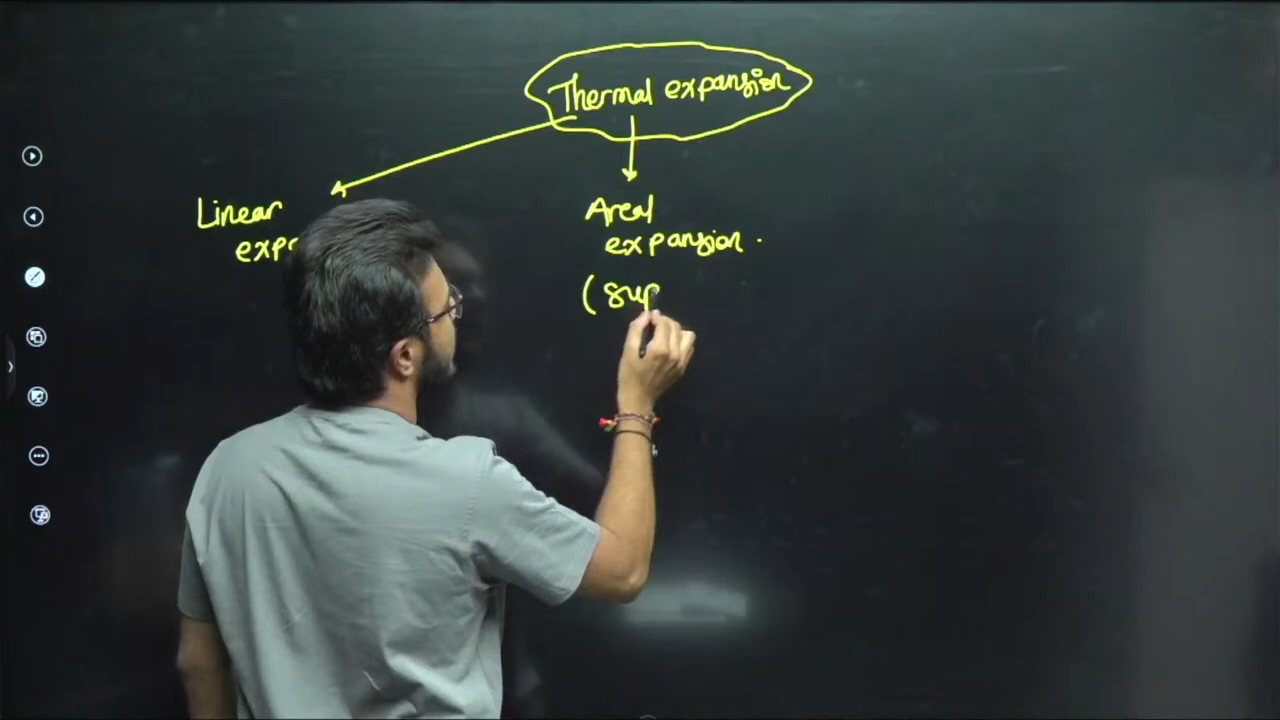 Thermal expansion
Linear
Areal
expansion.
(sup